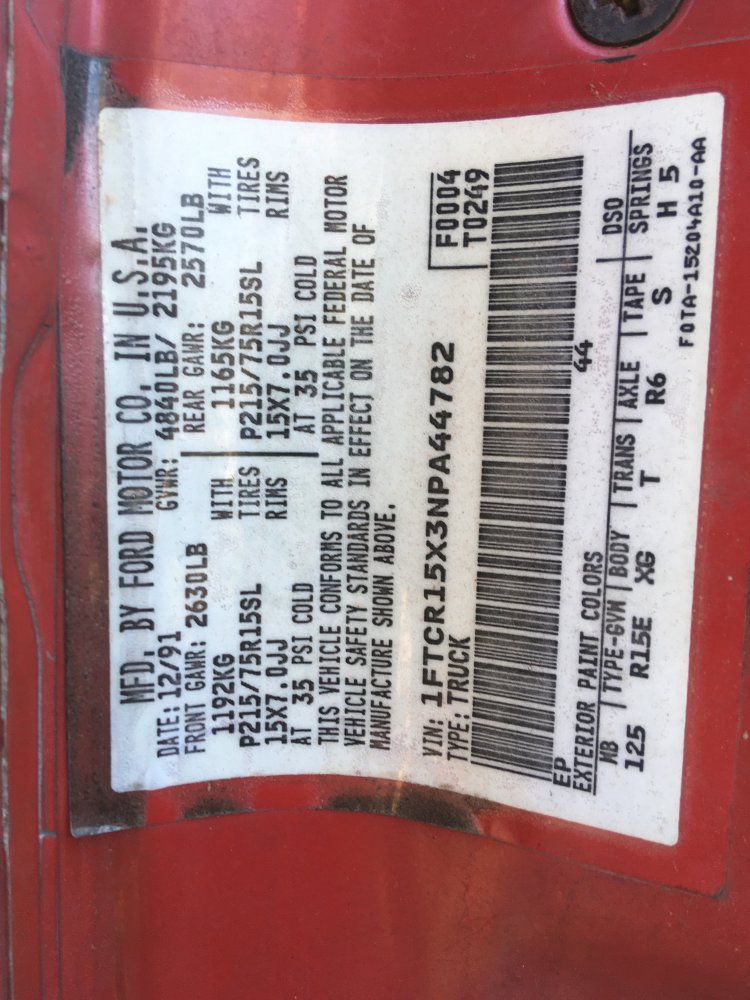 MFD. BY FORD MOTOR CO. IN U.S.A.
DATE: 12/91 GVWR: 4840LB/ 2195KG
FRONT GAWR: 2630LB REAR GAWR: 2570LB
1192KG WITH 1165KG WITH
P215/75R15SL TIRES P215/75R15SL TIRES
15X7.0JJ RIMS 15X7.0JJ RIMS
AT 35 PSI COLD AT 35 PSI COLD
THIS VEHICLE CONFORMS TO ALL APPLICABLE FEDERAL MOTOR
VEHICLE SAFETY STANDARDS IN EFFECT ON THE DATE OF
MANUFACTURE SHOWN ABOVE.
F0004
VIN: 1FTCR15X3NPA44782 T0249
TYPE: TRUCK
EP 44
EXTERIOR PAINT COLORS DSO
WB | TYPE-GVW | BODY | TRANS | AXLE | TAPE | SPRINGS
125 R15E XG T R6 S H 5
F0TA-15204A10-AA